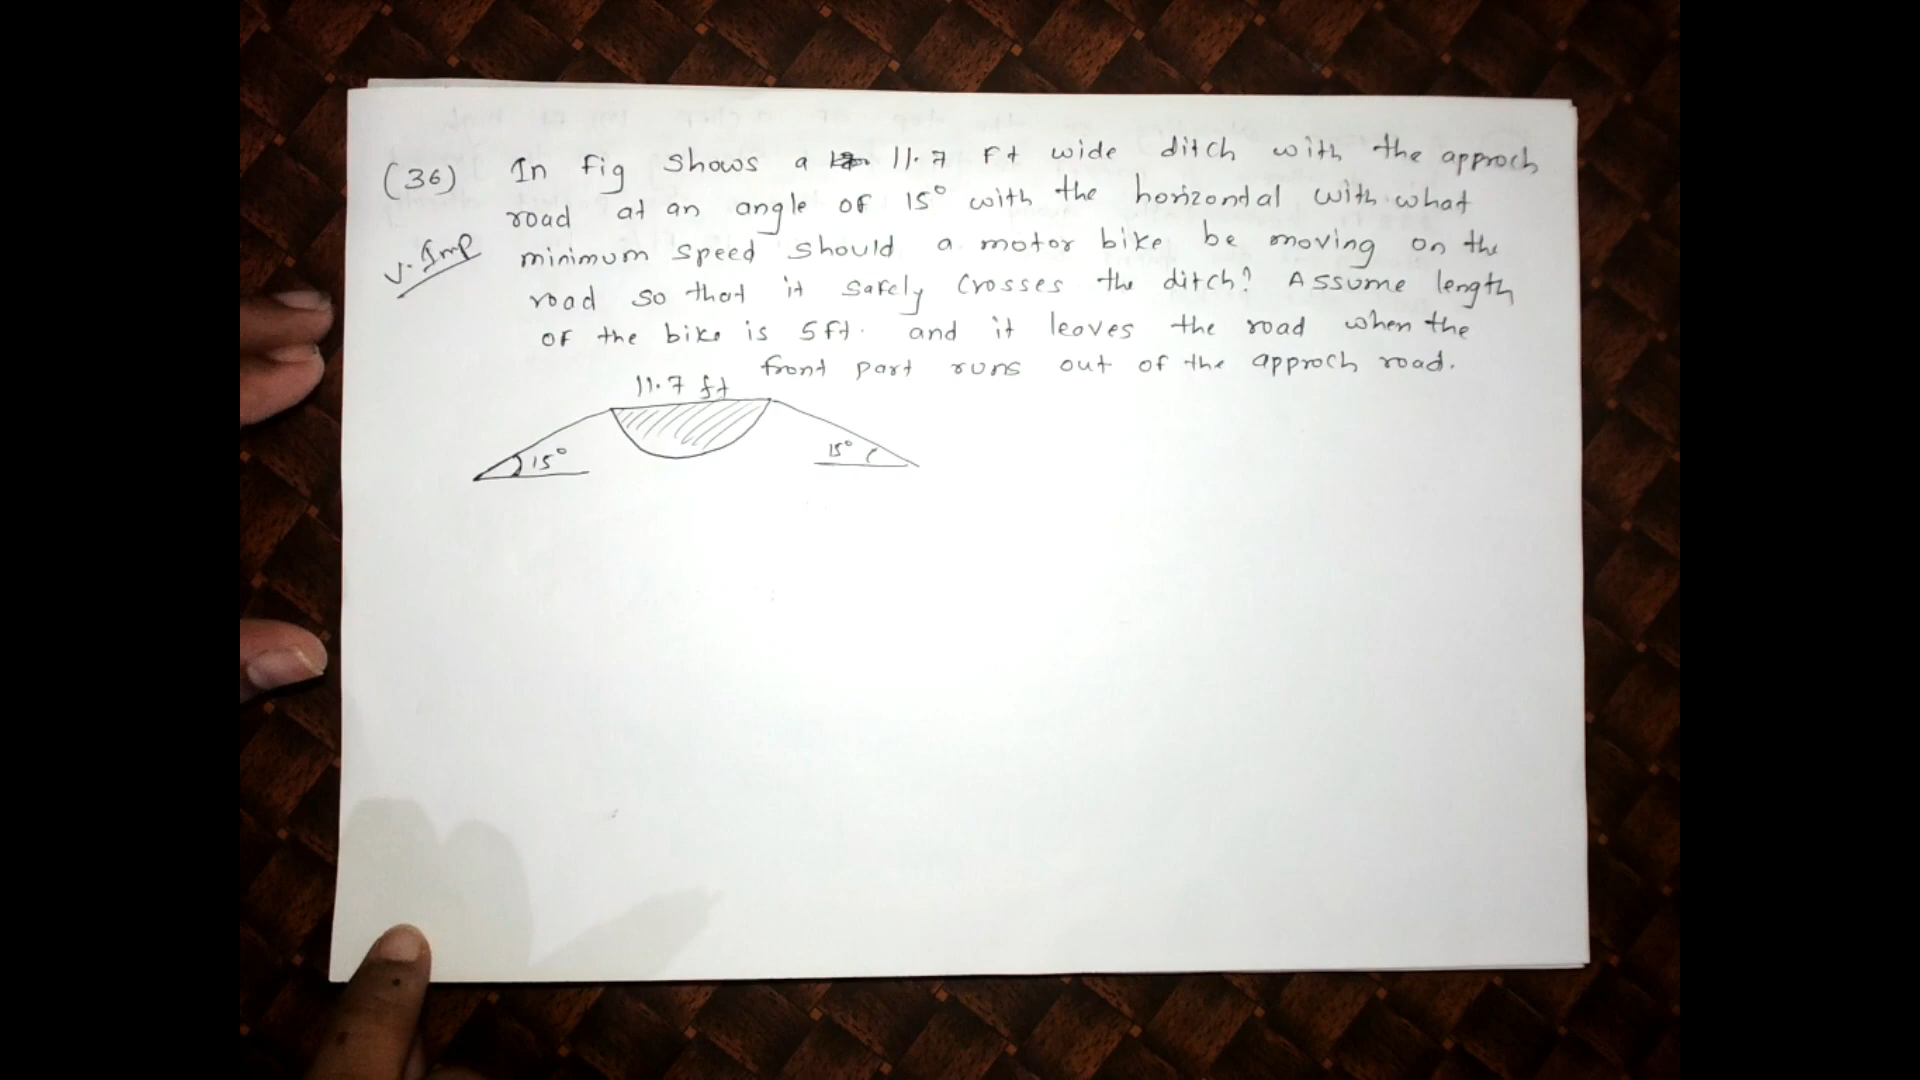 (36) In fig shows a 11.7 Ft wide ditch with the approch
road at an angle of 15° with the horizondal with what
v. Imp minimum speed should a motor bike be moving on the
road so that it safely crosses the ditch? Assume length
of the bike is 5ft. and it leaves the road when the
front part runs out of the approch road.
11.7 ft
15° 15°